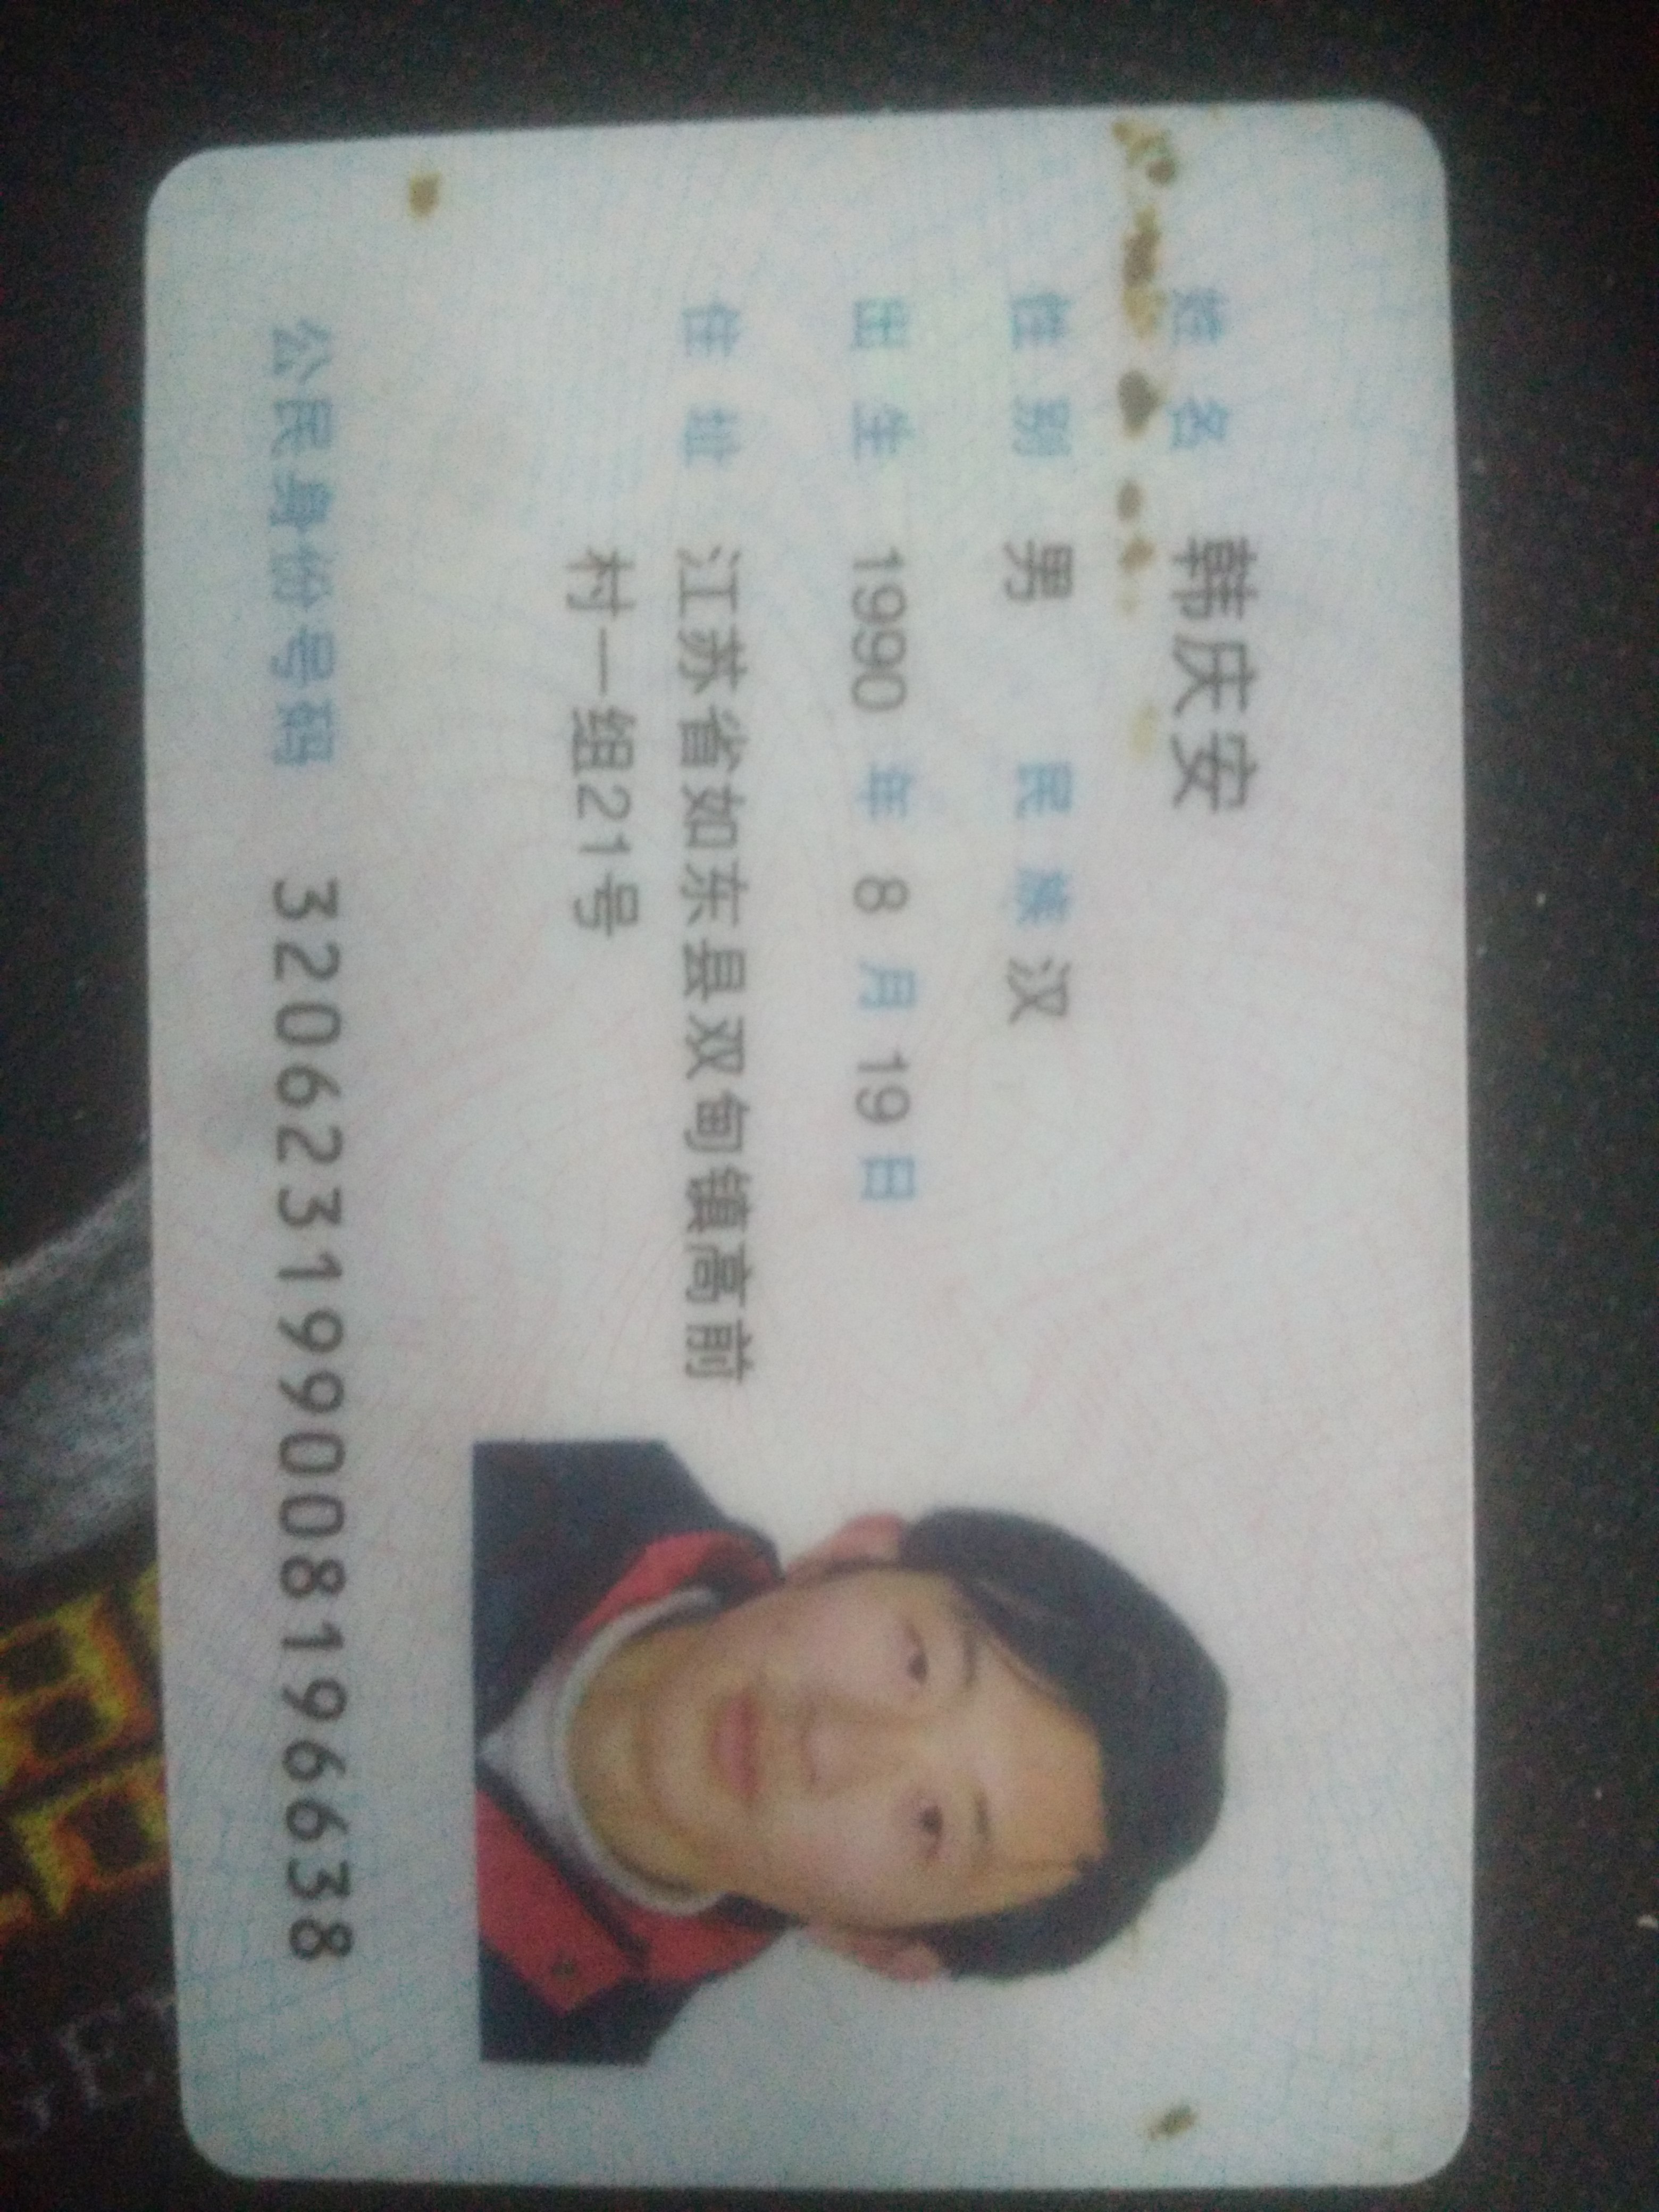 姓名 韩庆安
性别 男 民族 汉
出生 1990 年 8 月 19 日
住址 江苏省如东县双甸镇高前
村一组21号
公民身份号码 320623199008196638